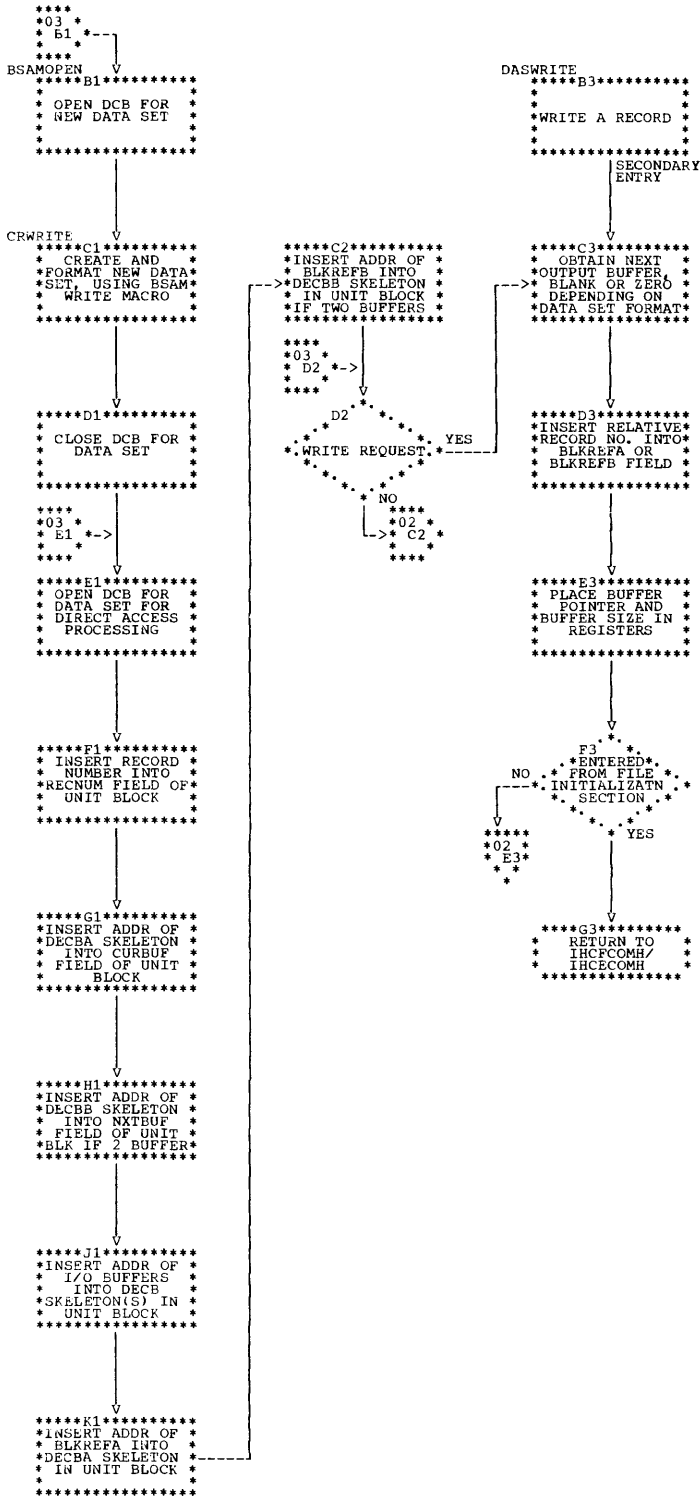 03
B1
BSAMOPEN
B1
OPEN DCB FOR
NEW DATA SET
CRWRITE
C1
CREATE AND
FORMAT NEW DATA
SET, USING BSAM
WRITE MACRO
D1
CLOSE DCB FOR
DATA SET
03
E1
E1
OPEN DCB FOR
DATA SET FOR
DIRECT ACCESS
PROCESSING
F1
INSERT RECORD
NUMBER INTO
RECNUM FIELD OF
UNIT BLOCK
G1
INSERT ADDR OF
DECBA SKELETON
INTO CURBUF
FIELD OF UNIT
BLOCK
H1
INSERT ADDR OF
DECBB SKELETON
INTO NXTBUF
FIELD OF UNIT
BLK IF 2 BUFFER
J1
INSERT ADDR OF
I/O BUFFERS
INTO DECB
SKELETON(S) IN
UNIT BLOCK
K1
INSERT ADDR OF
BLKREFA INTO
DECBA SKELETON
IN UNIT BLOCK
C2
INSERT ADDR OF
BLKREFB INTO
DECBB SKELETON
IN UNIT BLOCK
IF TWO BUFFERS
03
D2
D2
WRITE REQUEST
YES
NO
02
C2
DASWRITE
B3
WRITE A RECORD
SECONDARY
ENTRY
C3
OBTAIN NEXT
OUTPUT BUFFER,
BLANK OR ZERO
DEPENDING ON
DATA SET FORMAT
D3
INSERT RELATIVE
RECORD NO. INTO
BLKREFA OR
BLKREFB FIELD
E3
PLACE BUFFER
POINTER AND
BUFFER SIZE IN
REGISTERS
F3
ENTERED
FROM FILE
INITIALIZATN
SECTION
NO
YES
02
E3
G3
RETURN TO
IHCFCOMH/
IHCECOMH